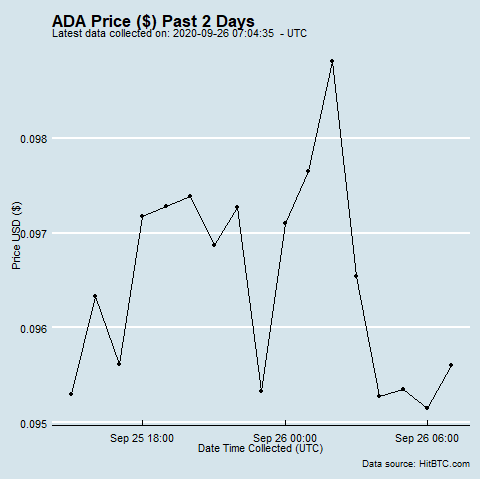 ADA Price ($) Past 2 Days
Latest data collected on: 2020-09-26 07:04:35 - UTC
0.098
0.097
0.096
0.095
Price USD ($)
Sep 25 18:00
Sep 26 00:00
Sep 26 06:00
Date Time Collected (UTC)
Data source: HitBTC.com